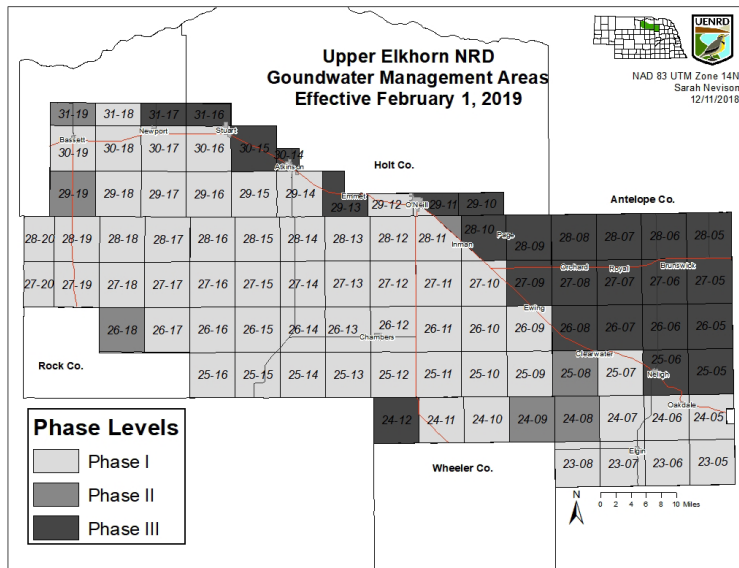 Upper Elkhorn NRD
Goundwater Management Areas
Effective February 1, 2019
UENRD
NAD 83 UTM Zone 14N
Sarah Nevison
12/11/2018
Holt Co.
Antelope Co.
31-19 31-18 31-17 31-16
Bassett Newport Stuart
30-19 30-18 30-17 30-16 30-15 30-14
Atkinson
29-19 29-18 29-17 29-16 29-15 29-14 29-13 29-12 29-11 29-10
Emmet O'Neill
28-20 28-19 28-18 28-17 28-16 28-15 28-14 28-13 28-12 28-11 28-10 28-09 28-08 28-07 28-06 28-05
Inman Page
Orchard Royal Brunswick
27-20 27-19 27-18 27-17 27-16 27-15 27-14 27-13 27-12 27-11 27-10 27-09 27-08 27-07 27-06 27-05
Ewing
26-18 26-17 26-16 26-15 26-14 26-13 26-12 26-11 26-10 26-09 26-08 26-07 26-06 26-05
Chambers
Clearwater
Rock Co.
25-16 25-15 25-14 25-13 25-12 25-11 25-10 25-09 25-08 25-07 25-06 25-05
Neligh
Oakdale
24-12 24-11 24-10 24-09 24-08 24-07 24-06 24-05
Elgin
Wheeler Co.
23-08 23-07 23-06 23-05
Phase Levels
Phase I
Phase II
Phase III
N
0 2 4 6 8 10
Miles